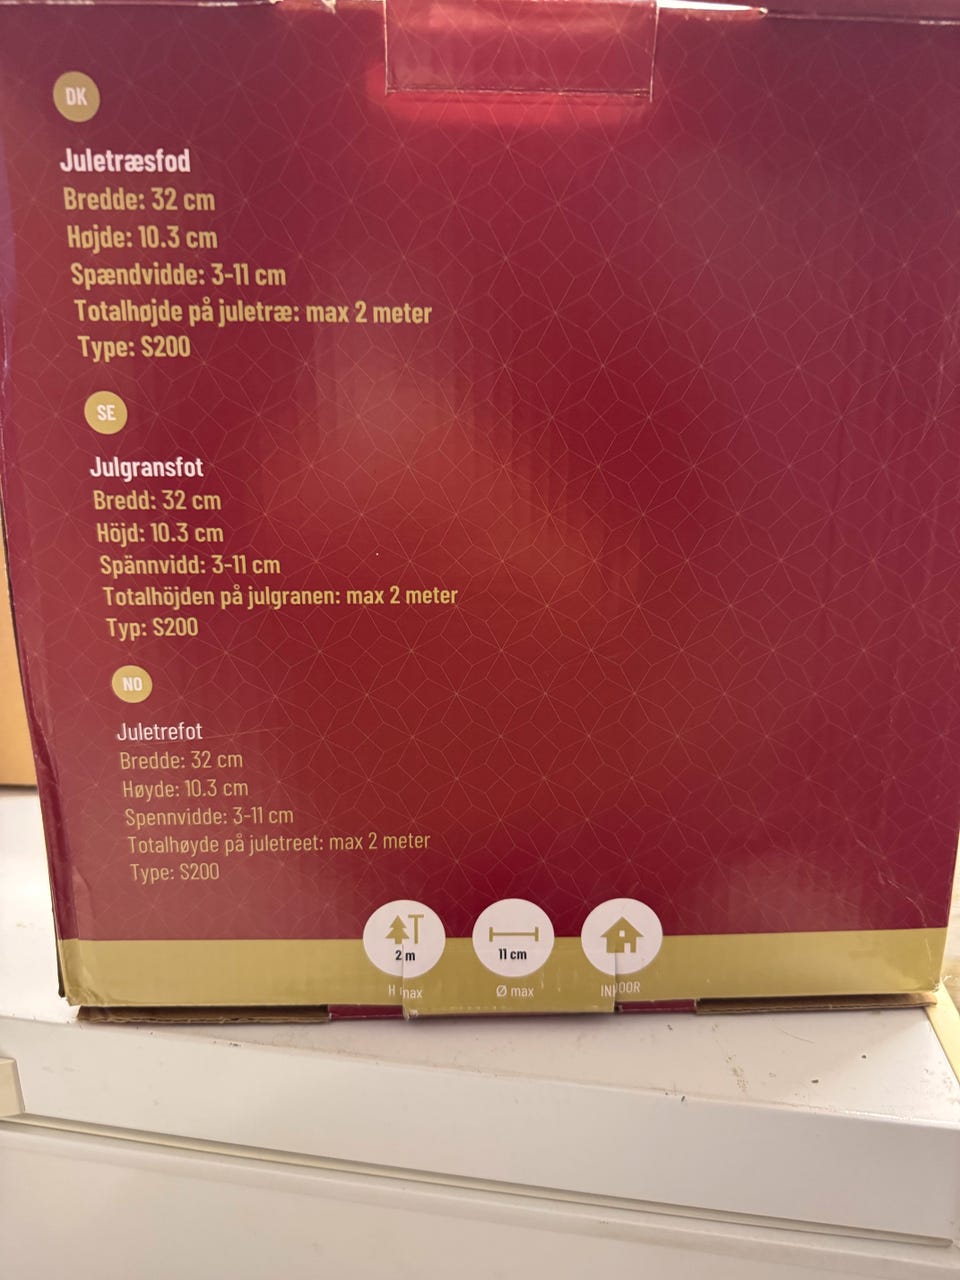 DK
Juletræsfod
Bredde: 32 cm
Højde: 10.3 cm
Spændvidde: 3-11 cm
Totalhøjde på juletræ: max 2 meter
Type: S200
SE
Julgransfot
Bredd: 32 cm
Höjd: 10.3 cm
Spännvidd: 3-11 cm
Totalhöjden på julgranen: max 2 meter
Typ: S200
NO
Juletrefot
Bredde: 32 cm
Høyde: 10.3 cm
Spennvidde: 3-11 cm
Totalhøyde på juletreet: max 2 meter
Type: S200
2 m
11 cm
H max
Ø max
INDOOR